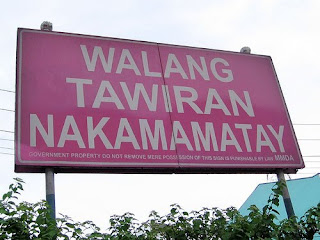 WALANG
TAWIRAN
NAKAMAMATAY
GOVERNMENT PROPERTY DO NOT REMOVE MERE POSSESSION OF THIS SIGN IS PUNISHABLE BY LAW MMDA